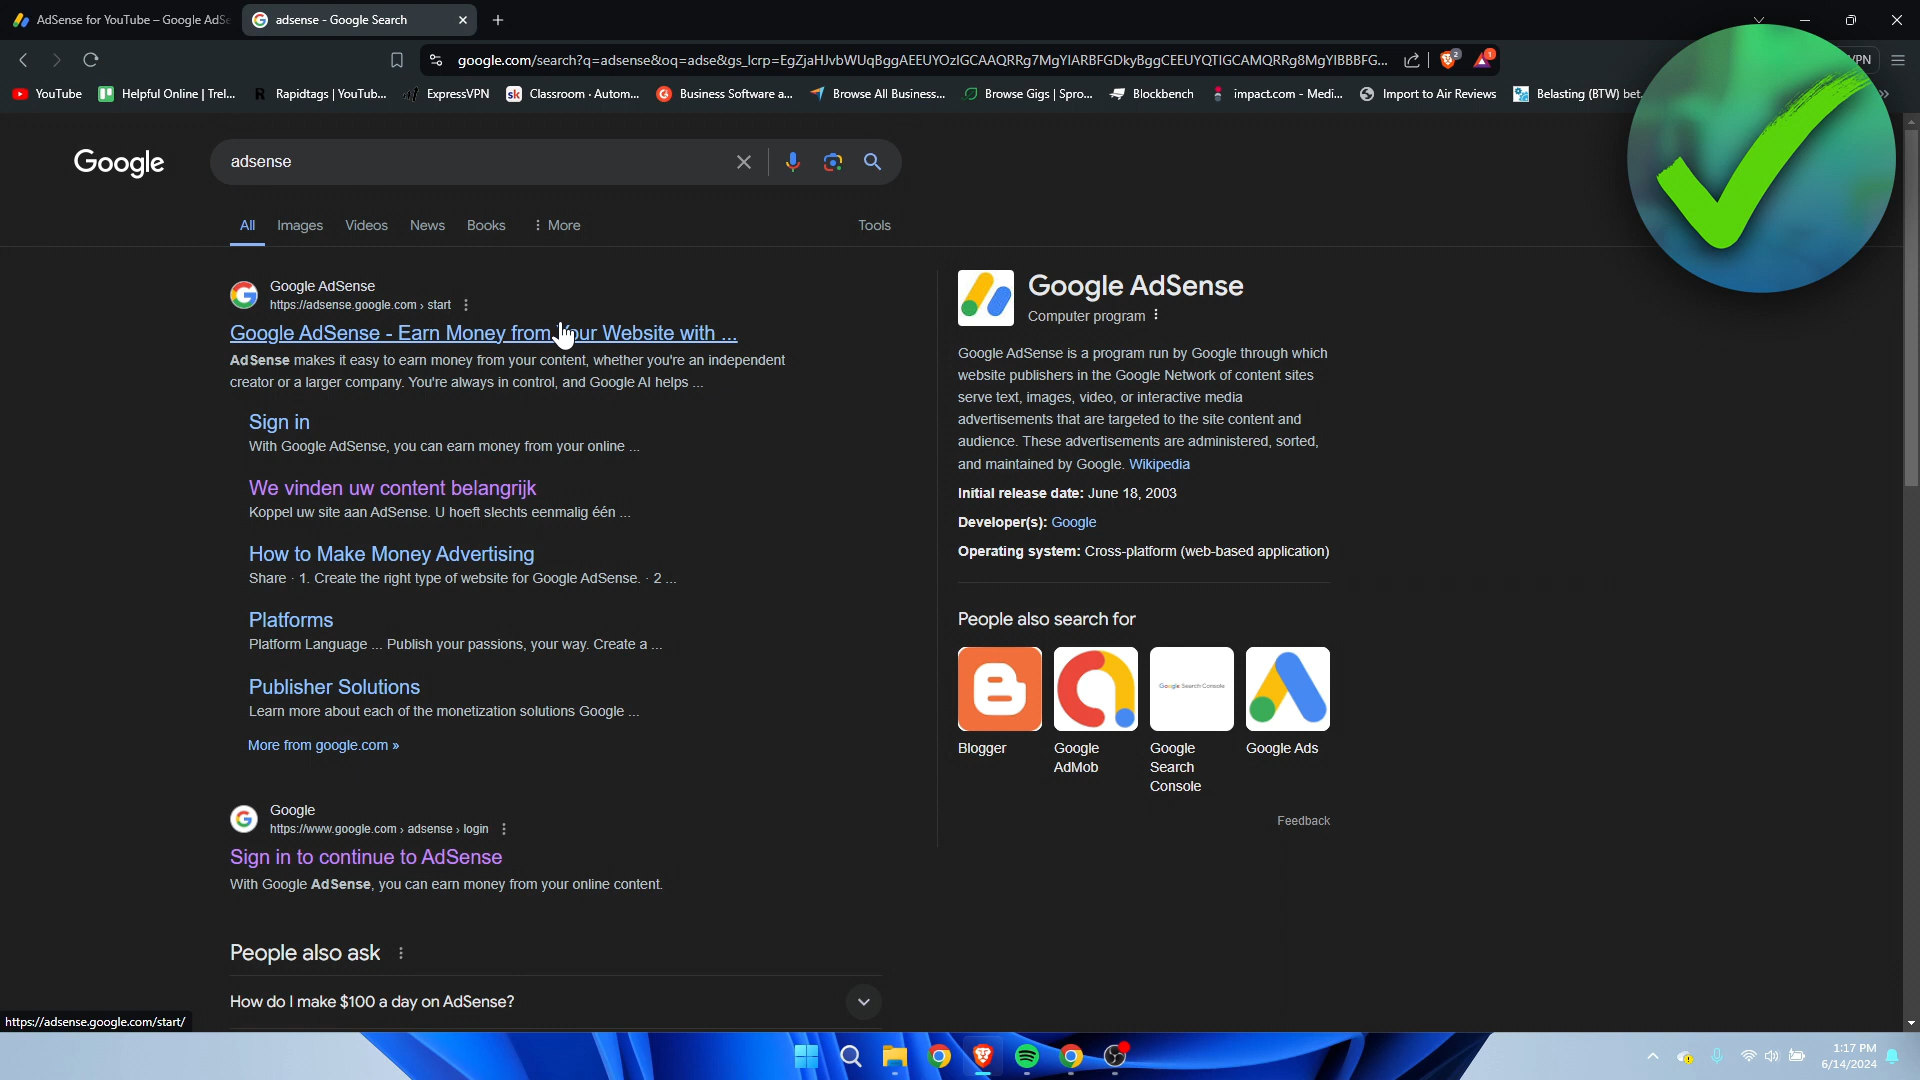 AdSense for YouTube – Google AdSe
adsense - Google Search
google.com/search?q=adsense&oq=adse&gs_lcrp=EgZjaHJvbWUqBggAEEUYOzIGCAAQRRg7MgYIARBFGDkyBggCEEUYQTIGCAMQRRg8MgYIBBBFG...
2
1
VPN
YouTube
Helpful Online | Trel...
Rapidtags | YouTub...
ExpressVPN
Classroom · Autom...
Business Software a...
Browse All Business...
Browse Gigs | Spro...
Blockbench
impact.com - Medi...
Import to Air Reviews
Belasting (BTW) bet.
Google
adsense
All
Images
Videos
News
Books
More
Tools
Google AdSense
https://adsense.google.com › start
Google AdSense - Earn Money from Your Website with ...
AdSense makes it easy to earn money from your content, whether you're an independent
creator or a larger company. You're always in control, and Google AI helps ...
Sign in
With Google AdSense, you can earn money from your online ...
We vinden uw content belangrijk
Koppel uw site aan AdSense. U hoeft slechts eenmalig één ...
How to Make Money Advertising
Share · 1. Create the right type of website for Google AdSense. · 2 ...
Platforms
Platform Language ... Publish your passions, your way. Create a ...
Publisher Solutions
Learn more about each of the monetization solutions Google ...
More from google.com »
Google
https://www.google.com › adsense › login
Sign in to continue to AdSense
With Google AdSense, you can earn money from your online content.
People also ask
How do I make $100 a day on AdSense?
Google AdSense
Computer program
Google AdSense is a program run by Google through which
website publishers in the Google Network of content sites
serve text, images, video, or interactive media
advertisements that are targeted to the site content and
audience. These advertisements are administered, sorted,
and maintained by Google. Wikipedia
Initial release date: June 18, 2003
Developer(s): Google
Operating system: Cross-platform (web-based application)
People also search for
Google Search Console
Blogger
Google
AdMob
Google
Search
Console
Google Ads
Feedback
https://adsense.google.com/start/
1:17 PM
6/14/2024